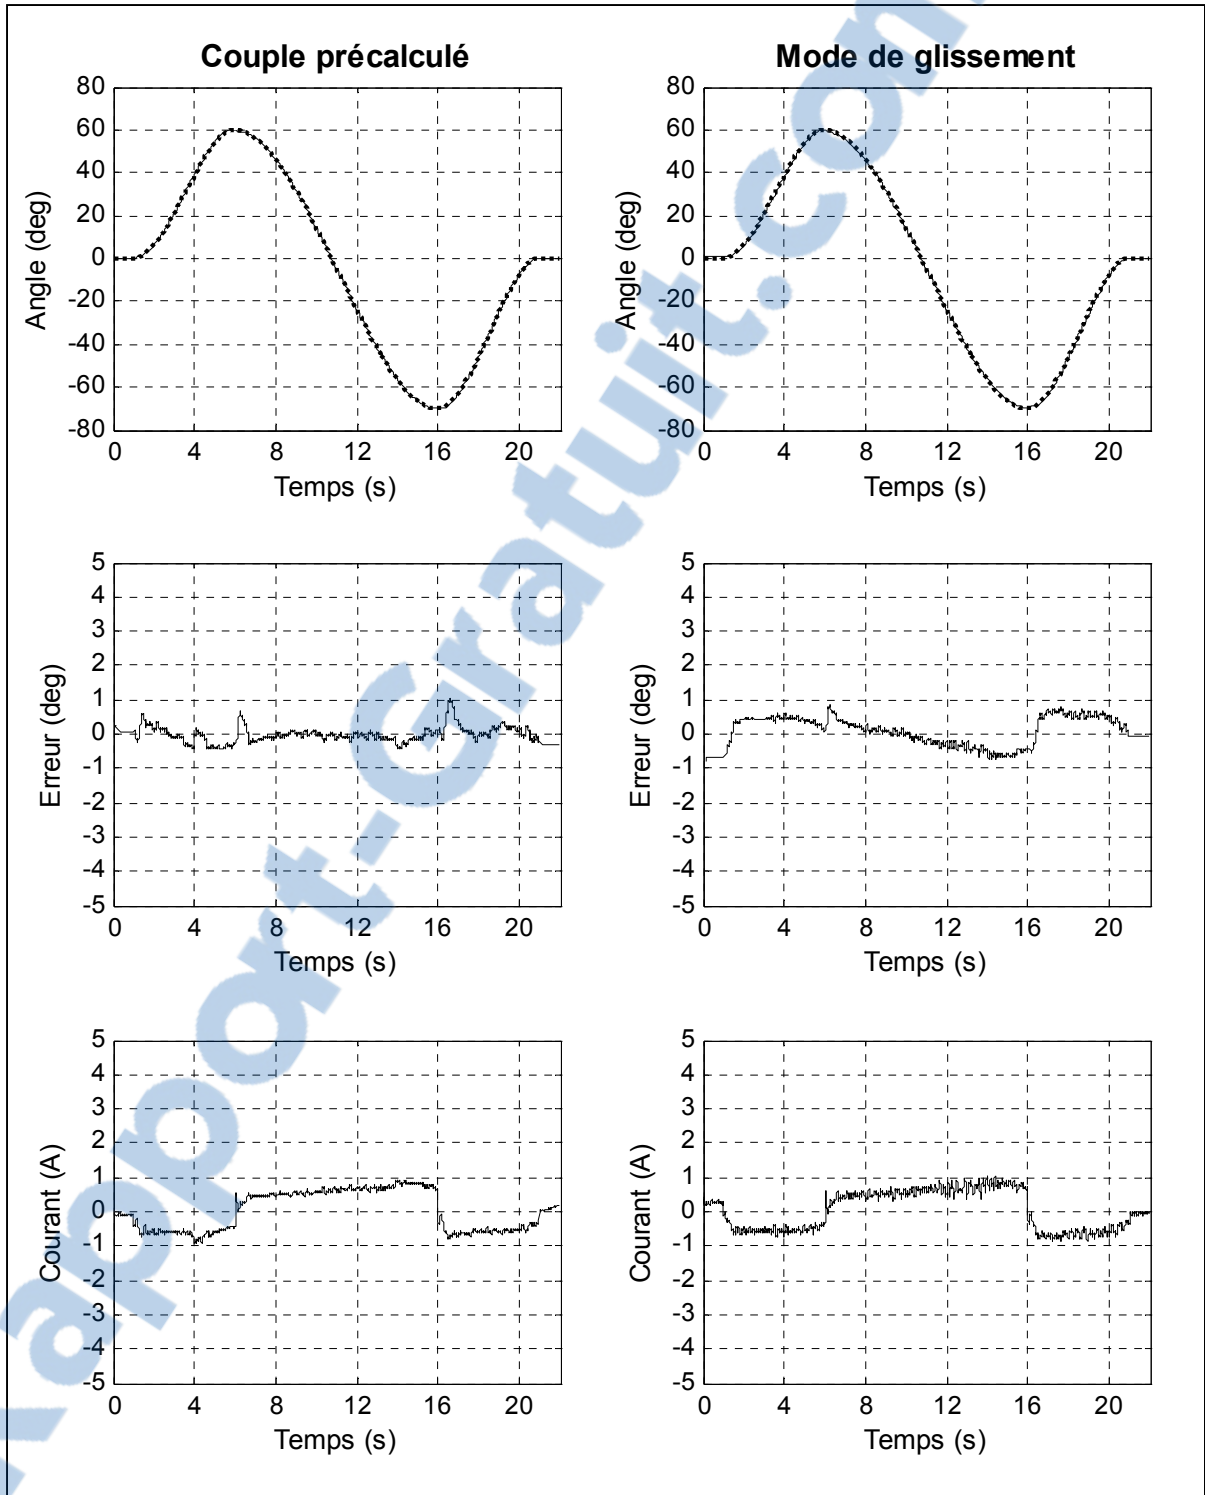 Couple précalculé
80
60
40
20
0
-20
-40
-60
-80
Angle (deg)
0 4 8 12 16 20
Temps (s)
Mode de glissement
80
60
40
20
0
-20
-40
-60
-80
Angle (deg)
0 4 8 12 16 20
Temps (s)
5
4
3
2
1
0
-1
-2
-3
-4
-5
Erreur (deg)
0 4 8 12 16 20
Temps (s)
5
4
3
2
1
0
-1
-2
-3
-4
-5
Erreur (deg)
0 4 8 12 16 20
Temps (s)
5
4
3
2
1
0
-1
-2
-3
-4
-5
Courant (A)
0 4 8 12 16 20
Temps (s)
5
4
3
2
1
0
-1
-2
-3
-4
-5
Courant (A)
0 4 8 12 16 20
Temps (s)
Rapport-Gratuit.com